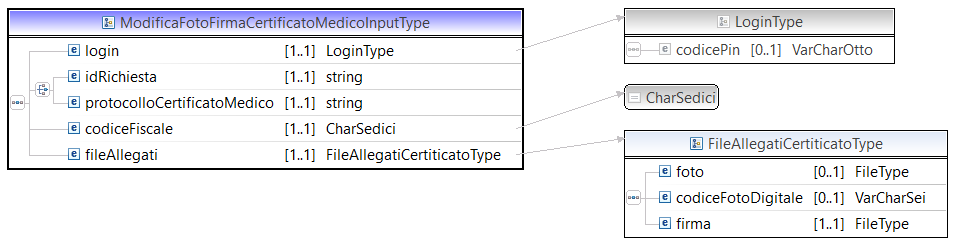 ModificaFotoFirmaCertificatoMedicoInputType
login [1..1] LoginType
idRichiesta [1..1] string
protocolloCertificatoMedico [1..1] string
codiceFiscale [1..1] CharSedici
fileAllegati [1..1] FileAllegatiCertiticatoType
LoginType
codicePin [0..1] VarCharOtto
CharSedici
FileAllegatiCertiticatoType
foto [0..1] FileType
codiceFotoDigitale [0..1] VarCharSei
firma [1..1] FileType